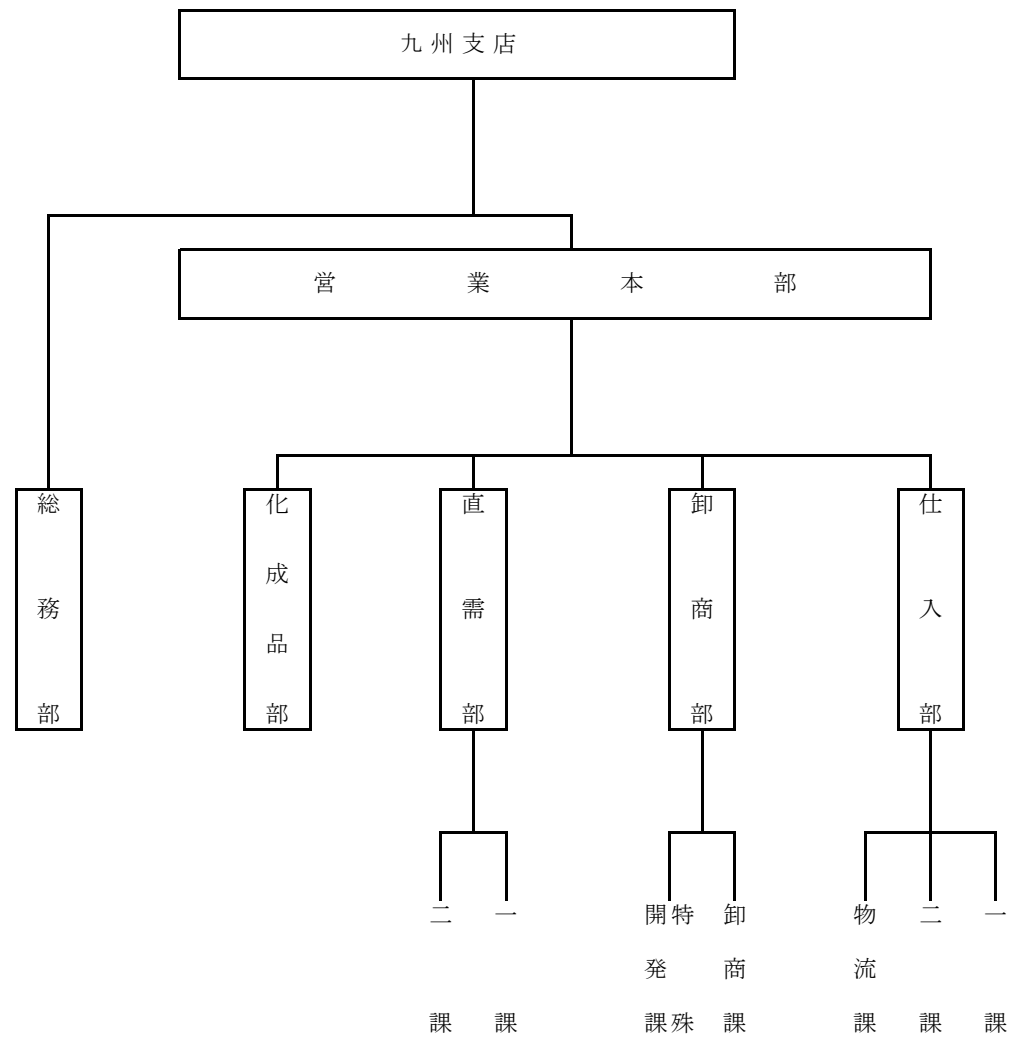 九州支店
営業本部
総務部
化成品部
直需部
卸商部
仕入部
二課
一課
特殊
開発課
卸商課
物流課
二課
一課